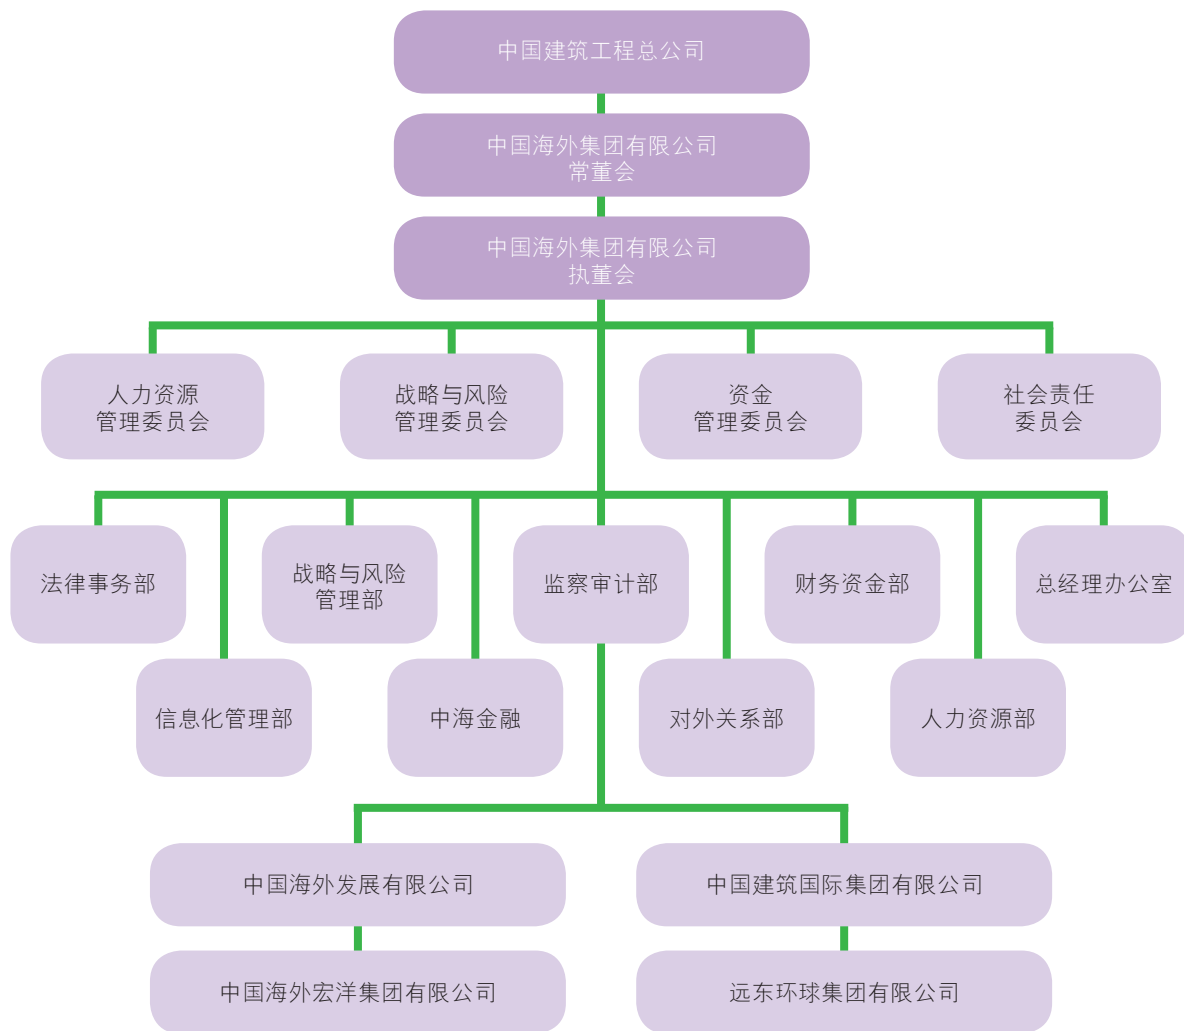 中国建筑工程总公司
中国海外集团有限公司
常董会
中国海外集团有限公司
执董会
人力资源
管理委员会
战略与风险
管理委员会
资金
管理委员会
社会责任
委员会
法律事务部
战略与风险
管理部
监察审计部
财务资金部
总经理办公室
信息化管理部
中海金融
对外关系部
人力资源部
中国海外发展有限公司
中国建筑国际集团有限公司
中国海外宏洋集团有限公司
远东环球集团有限公司